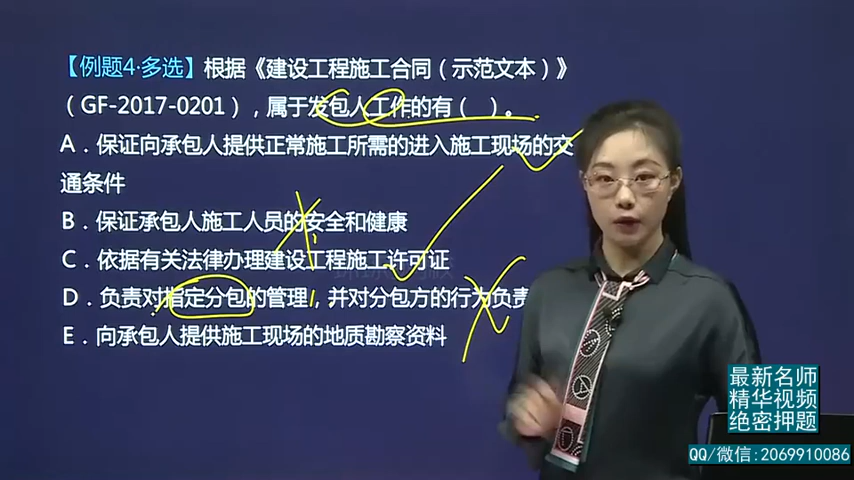 【例题4·多选】根据《建设工程施工合同（示范文本）》
（GF-2017-0201），属于发包人工作的有（ ）。
A．保证向承包人提供正常施工所需的进入施工现场的交
通条件
B．保证承包人施工人员的安全和健康
C．依据有关法律办理建设工程施工许可证
D．负责对指定分包的管理，并对分包方的行为负责
E．向承包人提供施工现场的地质勘察资料
最新名师
精华视频
绝密押题
QQ/微信:2069910086